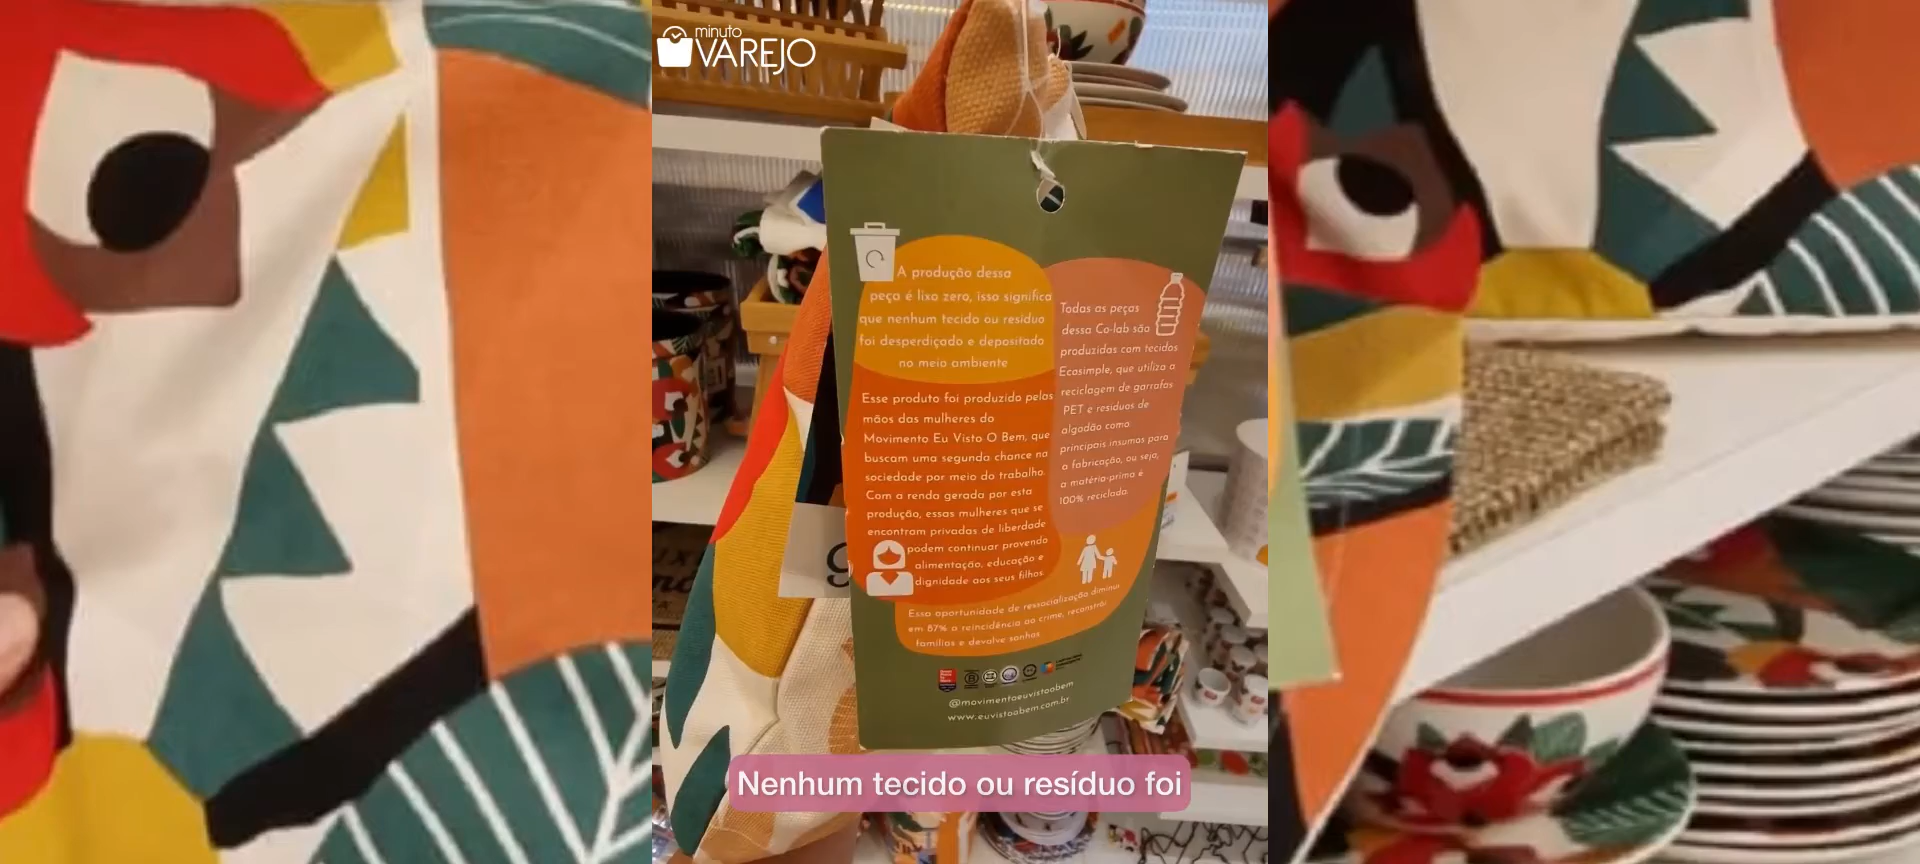 minuto
VAREJO
A produção dessa
peça é lixo zero, isso significa
que nenhum tecido ou resíduo
foi desperdiçado e depositado
no meio ambiente
Todas as peças
dessa Co-lab são
produzidas com tecidos
Ecosimple, que utiliza a
reciclagem de garrafas
PET e resíduos de
algodão como
principais insumos para
a fabricação, ou seja,
a matéria-prima é
100% reciclada.
Esse produto foi produzido pelas
mãos das mulheres do
Movimento Eu Visto O Bem, que
buscam uma segunda chance na
sociedade por meio do trabalho.
Com a renda gerada por esta
produção, essas mulheres que se
encontram privadas de liberdade
podem continuar provendo
alimentação, educação e
dignidade aos seus filhos.
Essa oportunidade de ressocialização diminui
em 87% a reincidência ao crime, reconstrói
famílias e devolve sonhos.
@movimentoeuvistoobem
www.euvistoobem.com.br
Nenhum tecido ou resíduo foi